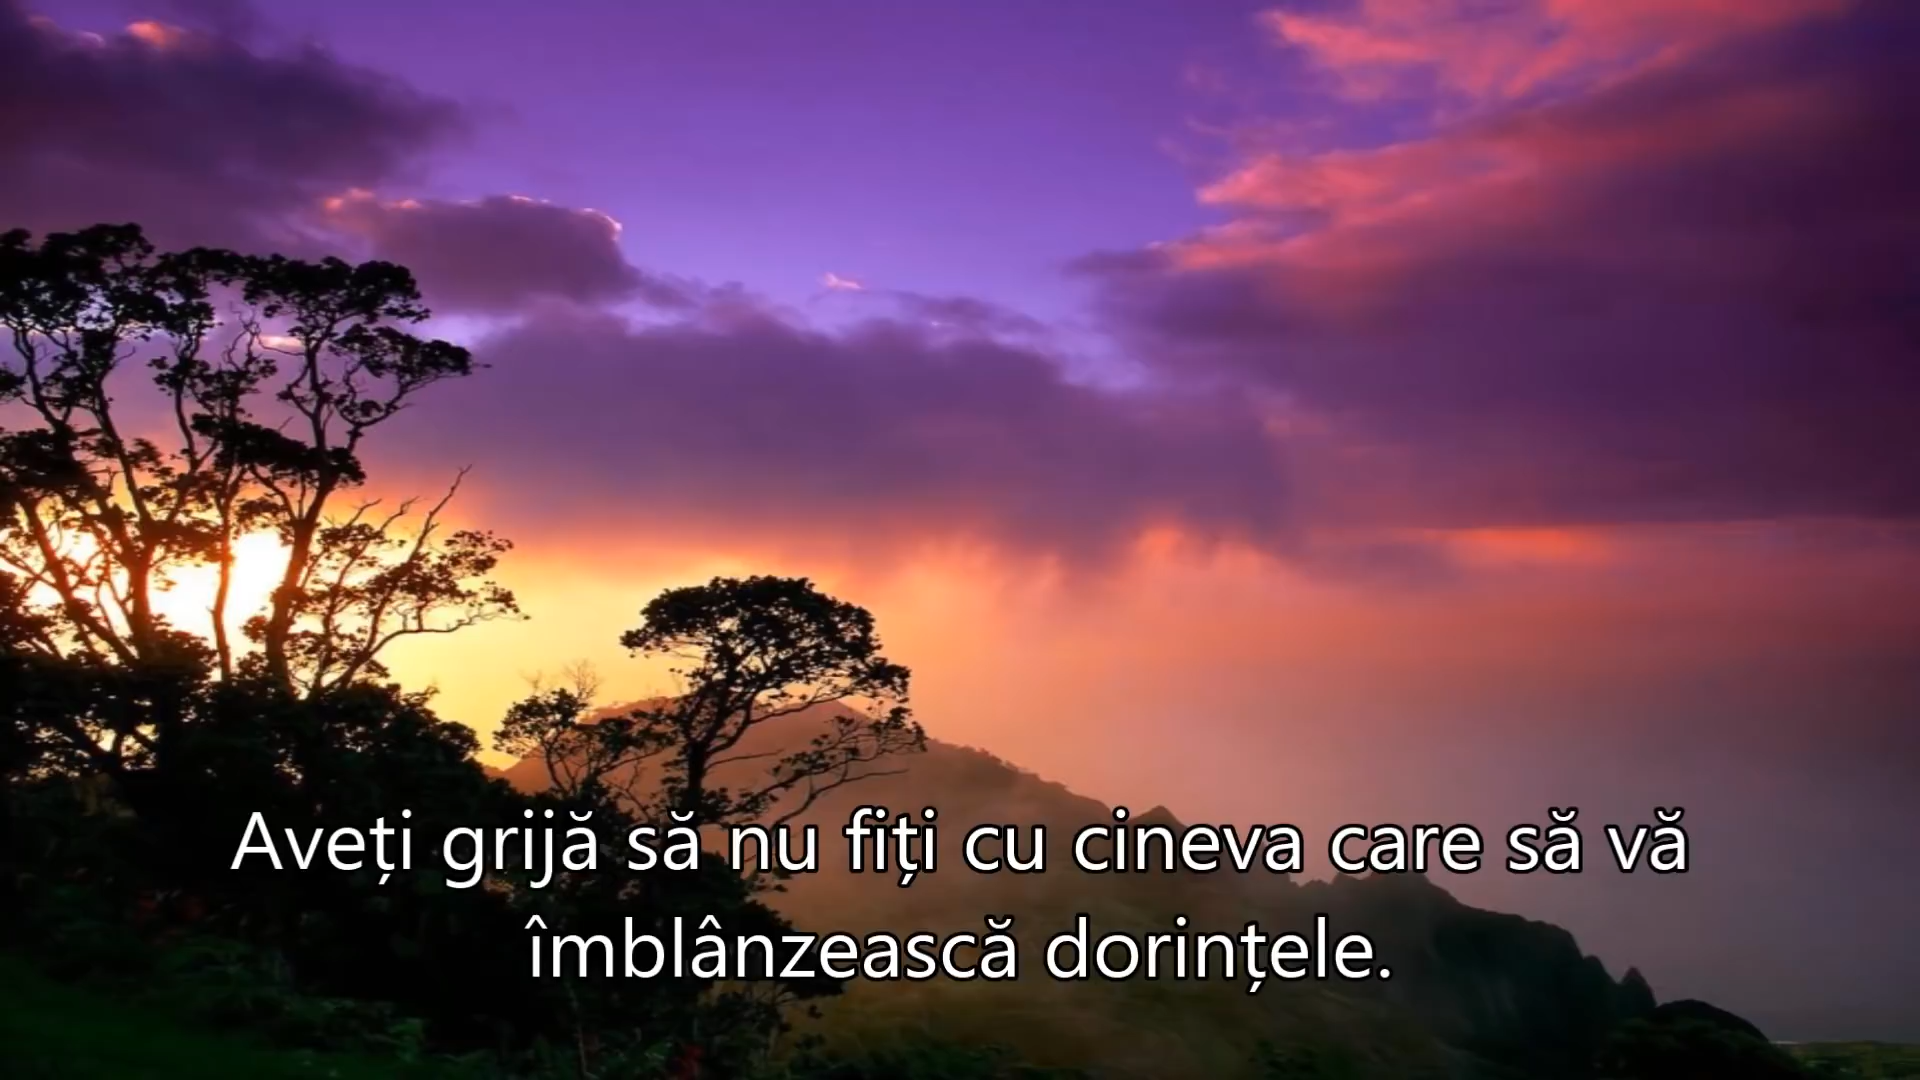 Aveți grijă să nu fiți cu cineva care să vă
îmblânzească dorințele.